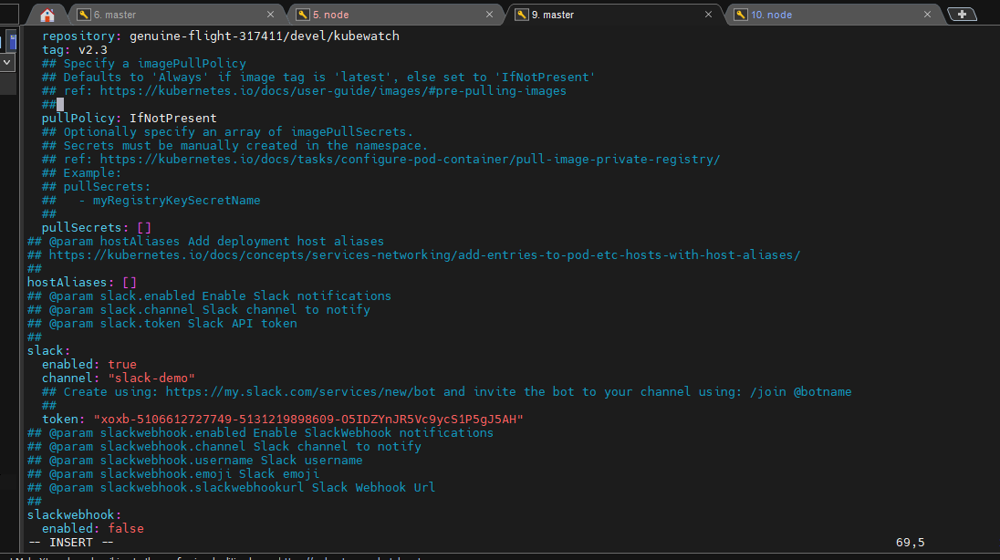 6. master
5. node
9. master
10. node
repository: genuine-flight-317411/devel/kubewatch
tag: v2.3
## Specify a imagePullPolicy
## Defaults to 'Always' if image tag is 'latest', else set to 'IfNotPresent'
## ref: https://kubernetes.io/docs/user-guide/images/#pre-pulling-images
##
pullPolicy: IfNotPresent
## Optionally specify an array of imagePullSecrets.
## Secrets must be manually created in the namespace.
## ref: https://kubernetes.io/docs/tasks/configure-pod-container/pull-image-private-registry/
## Example:
## pullSecrets:
##   - myRegistryKeySecretName
##
pullSecrets: []
## @param hostAliases Add deployment host aliases
## https://kubernetes.io/docs/concepts/services-networking/add-entries-to-pod-etc-hosts-with-host-aliases/
##
hostAliases: []
## @param slack.enabled Enable Slack notifications
## @param slack.channel Slack channel to notify
## @param slack.token Slack API token
##
slack:
enabled: true
channel: "slack-demo"
## Create using: https://my.slack.com/services/new/bot and invite the bot to your channel using: /join @botname
##
token: "xoxb-5106612727749-5131219898609-O5IDZYnJR5Vc9ycS1P5gJ5AH"
## @param slackwebhook.enabled Enable SlackWebhook notifications
## @param slackwebhook.channel Slack channel to notify
## @param slackwebhook.username Slack username
## @param slackwebhook.emoji Slack emoji
## @param slackwebhook.slackwebhookurl Slack Webhook Url
##
slackwebhook:
enabled: false
-- INSERT -- 69,5